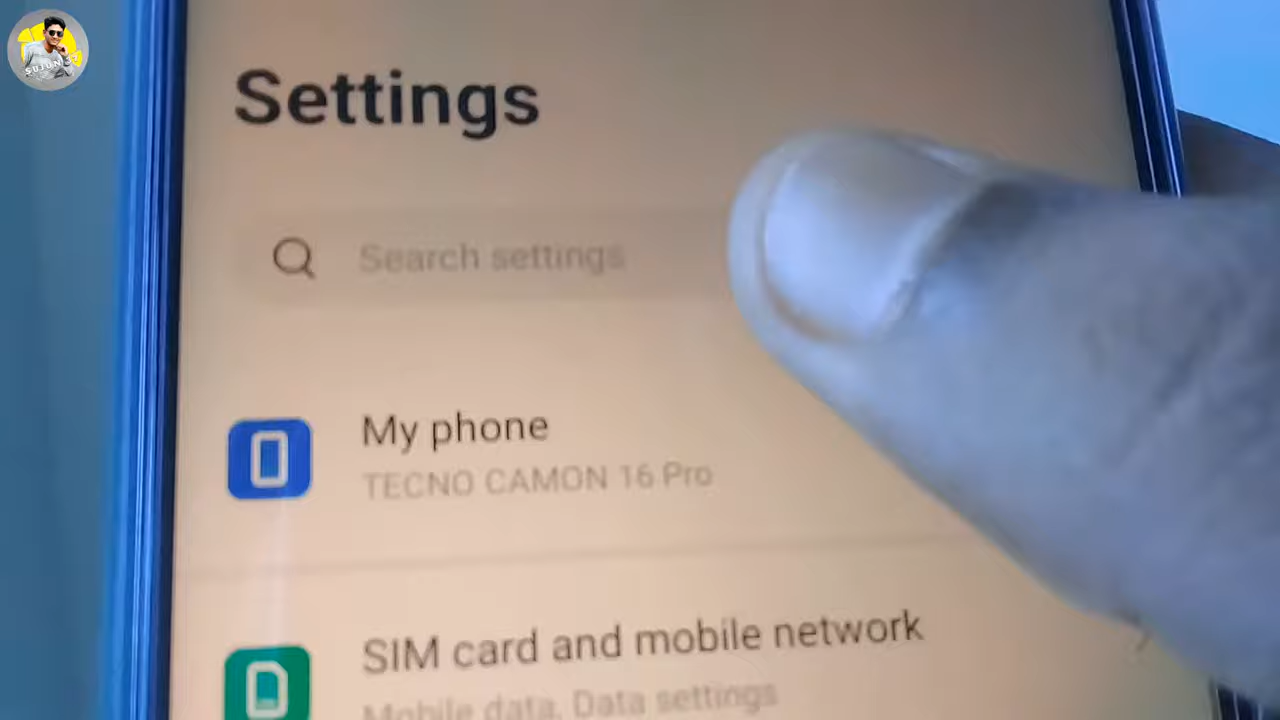 Settings
Search settings
My phone
TECNO CAMON 16 Pro
SIM card and mobile network
Mobile data, Data settings